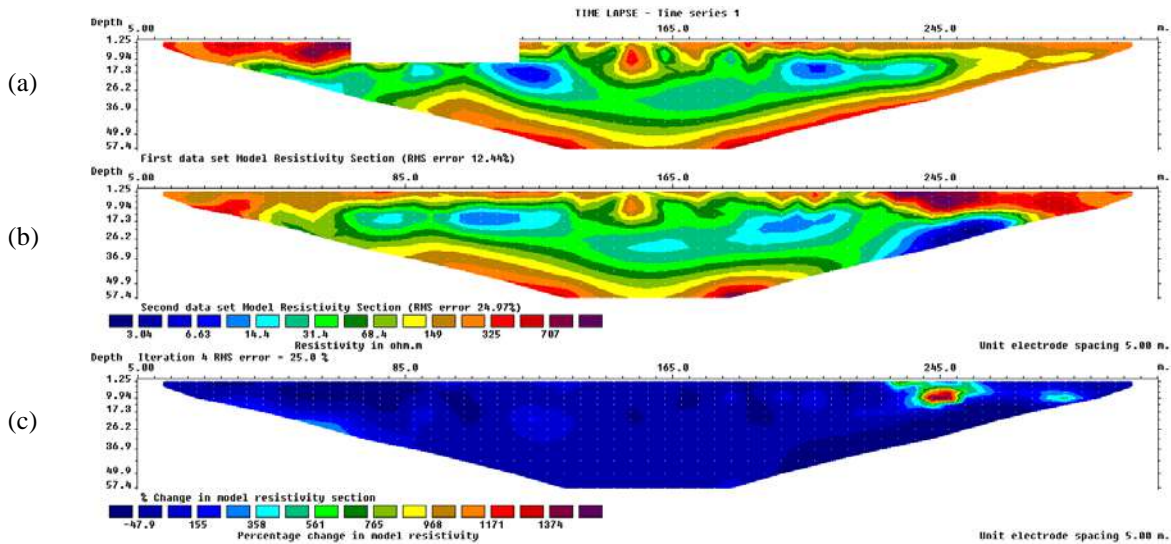 TIME LAPSE - Time series 1
Depth 5.00 165.0 245.0 m.
(a)
1.25
9.94
17.3
26.2
36.9
49.9
57.4
First data set Model Resistivity Section (RMS error 12.44%)
Depth 5.00 85.0 165.0 245.0 m.
(b)
1.25
9.94
17.3
26.2
36.9
49.9
57.4
Second data set Model Resistivity Section (RMS error 24.97%)
3.04 6.63 14.4 31.4 68.4 149 325 707
Resistivity in ohm.m
Unit electrode spacing 5.00 m.
Depth Iteration 4 RMS error = 25.0 %
5.00 85.0 165.0 245.0 m.
(c)
1.25
9.94
17.3
26.2
36.9
49.9
57.4
% Change in model resistivity section
-47.9 155 358 561 765 968 1171 1374
Percentage change in model resistivity
Unit electrode spacing 5.00 m.